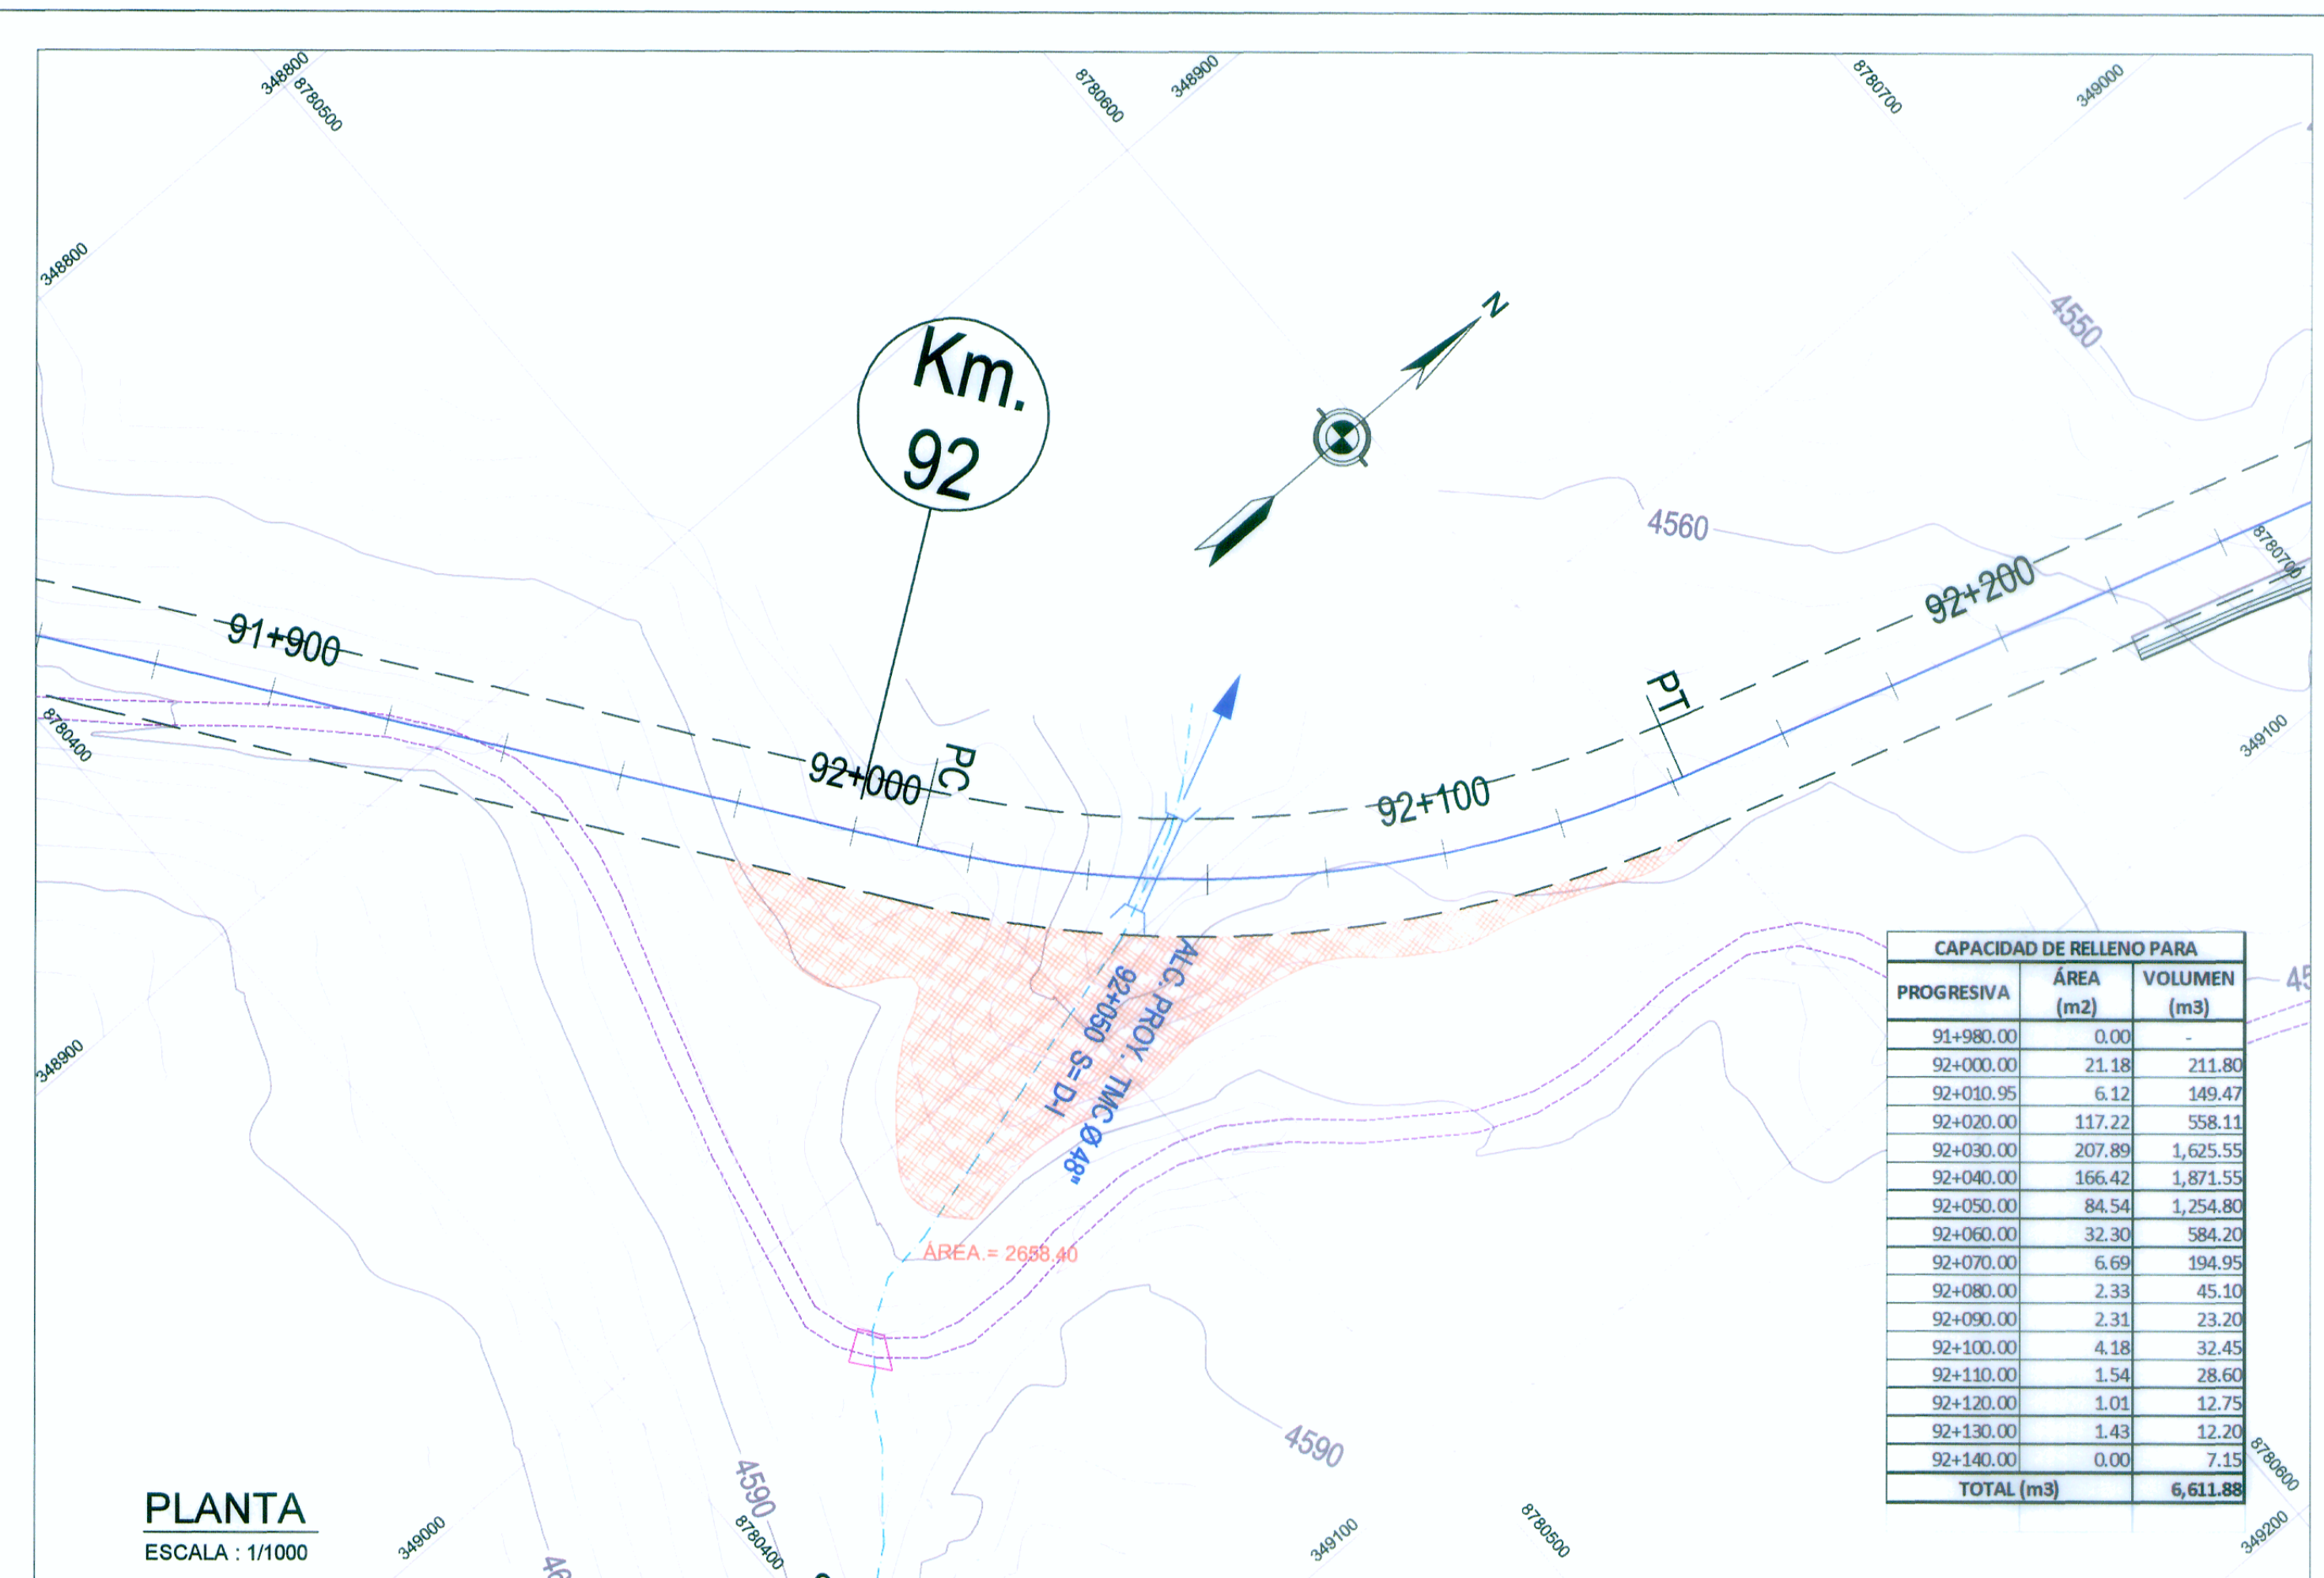 348800
8780500
8780600
348900
8780700
349000
348800
N
Km.
92
4550
4560
8780700
91+900
92+200
PT
8780400
PC
92+000
92+100
349100
ALC. PROY. TMC Ø 48"
92+050 S=D-I
348900
ÁREA.= 2658.40
CAPACIDAD DE RELLENO PARA
PROGRESIVA ÁREA (m2) VOLUMEN (m3)
91+980.00 0.00 -
92+000.00 21.18 211.80
92+010.95 6.12 149.47
92+020.00 117.22 558.11
92+030.00 207.89 1,625.55
92+040.00 166.42 1,871.55
92+050.00 84.54 1,254.80
92+060.00 32.30 584.20
92+070.00 6.69 194.95
92+080.00 2.33 45.10
92+090.00 2.31 23.20
92+100.00 4.18 32.45
92+110.00 1.54 28.60
92+120.00 1.01 12.75
92+130.00 1.43 12.20
92+140.00 0.00 7.15
TOTAL (m3) 6,611.88
4590
4590
8780600
PLANTA
ESCALA : 1/1000
349000
8780400
349100
8780500
349200